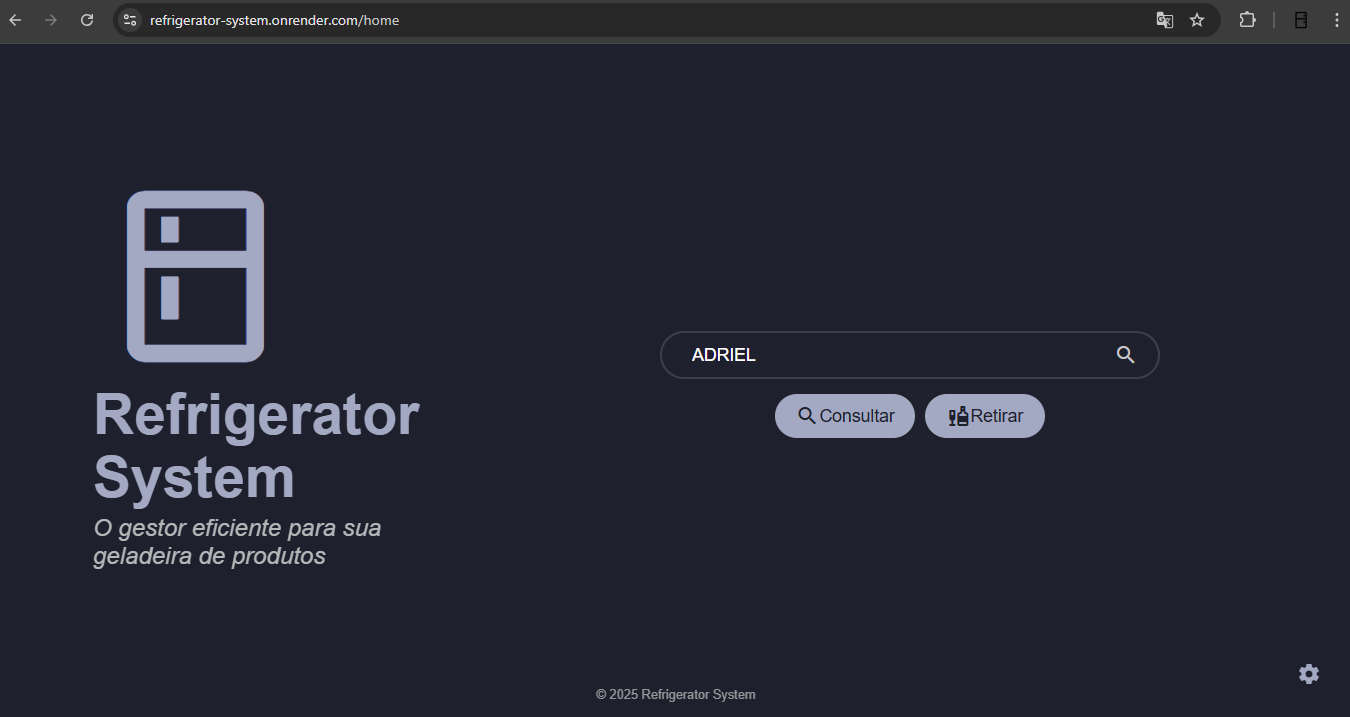 refrigerator-system.onrender.com/home
Refrigerator
System
O gestor eficiente para sua
geladeira de produtos
ADRIEL
Consultar
Retirar
© 2025 Refrigerator System